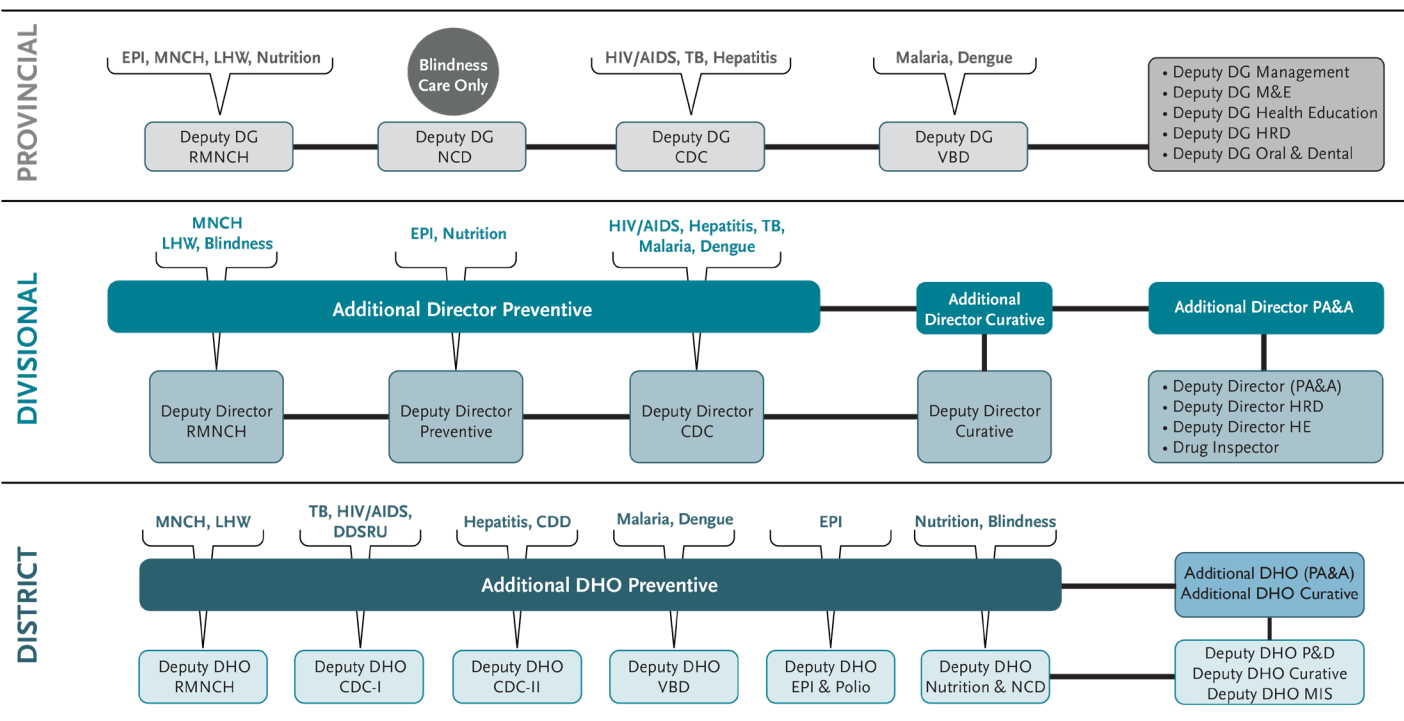 PROVINCIAL
EPI, MNCH, LHW, Nutrition
Blindness
Care Only
HIV/AIDS, TB, Hepatitis
Malaria, Dengue
Deputy DG
RMNCH
Deputy DG
NCD
Deputy DG
CDC
Deputy DG
VBD
• Deputy DG Management
• Deputy DG M&E
• Deputy DG Health Education
• Deputy DG HRD
• Deputy DG Oral & Dental
DIVISIONAL
MNCH
LHW, Blindness
EPI, Nutrition
HIV/AIDS, Hepatitis, TB,
Malaria, Dengue
Additional Director Preventive
Additional
Director Curative
Additional Director PA&A
Deputy Director
RMNCH
Deputy Director
Preventive
Deputy Director
CDC
Deputy Director
Curative
• Deputy Director (PA&A)
• Deputy Director HRD
• Deputy Director HE
• Drug Inspector
DISTRICT
MNCH, LHW
TB, HIV/AIDS,
DDSRU
Hepatitis, CDD
Malaria, Dengue
EPI
Nutrition, Blindness
Additional DHO Preventive
Additional DHO (PA&A)
Additional DHO Curative
Deputy DHO
RMNCH
Deputy DHO
CDC-I
Deputy DHO
CDC-II
Deputy DHO
VBD
Deputy DHO
EPI & Polio
Deputy DHO
Nutrition & NCD
Deputy DHO P&D
Deputy DHO Curative
Deputy DHO MIS